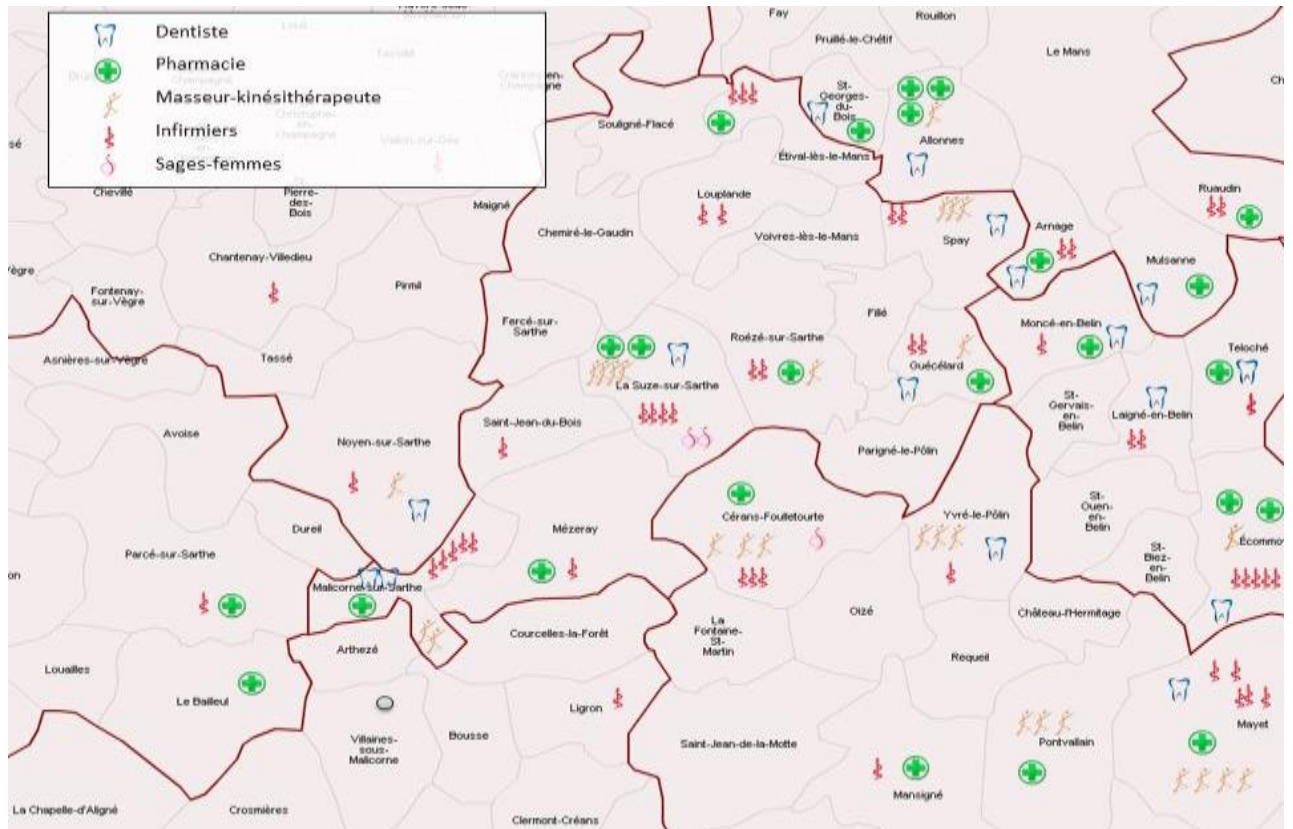 Dentiste
Pharmacie
Masseur-kinésithérapeute
Infirmiers
Sages-femmes
Fay
Rouillon
Pruillé-le-Chétif
Le Mans
St-
Georges-
du-
Bois
Souligné-Flacé
Allonnes
Étival-lès-le-Mans
Chevillé
St-
Pierre-
des-
Bois
Maigné
Louplande
Ruaudin
Chemiré-le-Gaudin
Voivres-lès-le-Mans
Spay
Arnage
Chantenay-Villedieu
Mulsanne
Pirmil
Fontenay-
sur-Vègre
Fercé-sur-
Sarthe
Fillé
Moncé-en-Belin
Roézé-sur-Sarthe
Teloché
Asnières-sur-Vègre
Tassé
Guécélard
La Suze-sur-Sarthe
St-
Gervais-
en-
Belin
Laigné-en-Belin
Saint-Jean-du-Bois
Avoise
Noyen-sur-Sarthe
Parigné-le-Pôlin
St-
Ouen-
en-
Belin
Cérans-Foulletourte
Yvré-le-Pôlin
Dureil
Mézeray
Écommoy
Parcé-sur-Sarthe
St-
Biez-
en-
Belin
Malicorne-sur-Sarthe
Oizé
Château-l'Hermitage
La
Fontaine-
St-
Martin
Courcelles-la-Forêt
Arthezé
Requeil
Louailles
Le Bailleul
Ligron
Mayet
Villaines-
sous-
Malicorne
Bousse
Saint-Jean-de-la-Motte
Pontvallain
Mansigné
La Chapelle-d'Aligné
Crosmières
Clermont-Créans